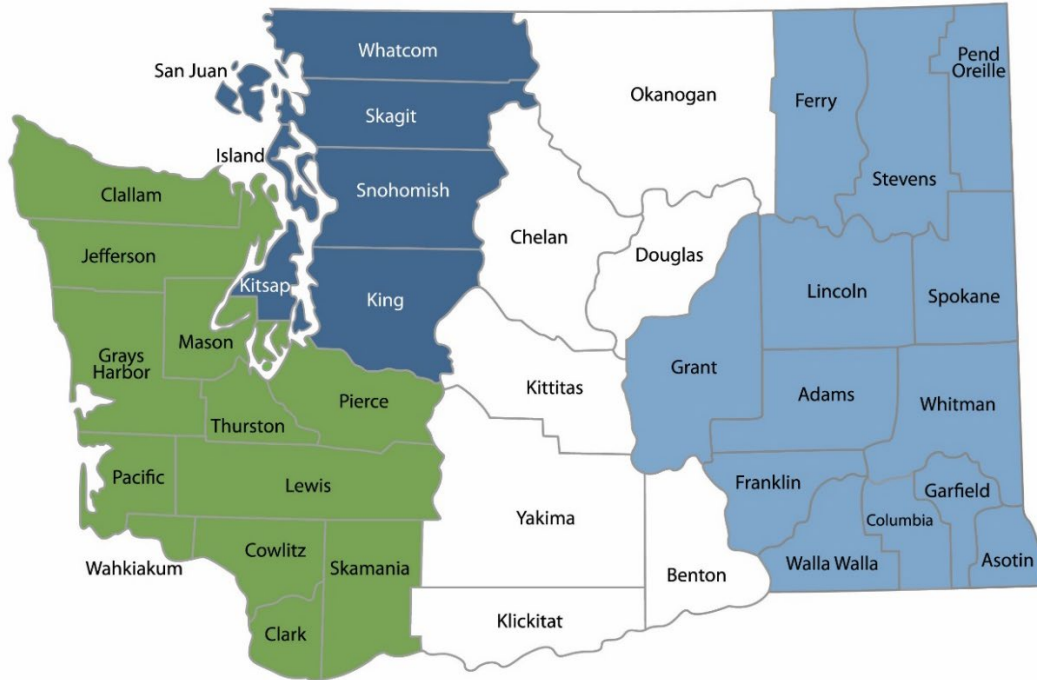 Whatcom
San Juan
Okanogan
Pend
Oreille
Ferry
Skagit
Island
Stevens
Clallam
Snohomish
Chelan
Douglas
Jefferson
Kitsap
King
Lincoln
Spokane
Mason
Grays
Harbor
Grant
Kittitas
Adams
Whitman
Pierce
Thurston
Pacific
Lewis
Franklin
Garfield
Yakima
Columbia
Cowlitz
Wahkiakum
Skamania
Benton
Walla Walla
Asotin
Klickitat
Clark